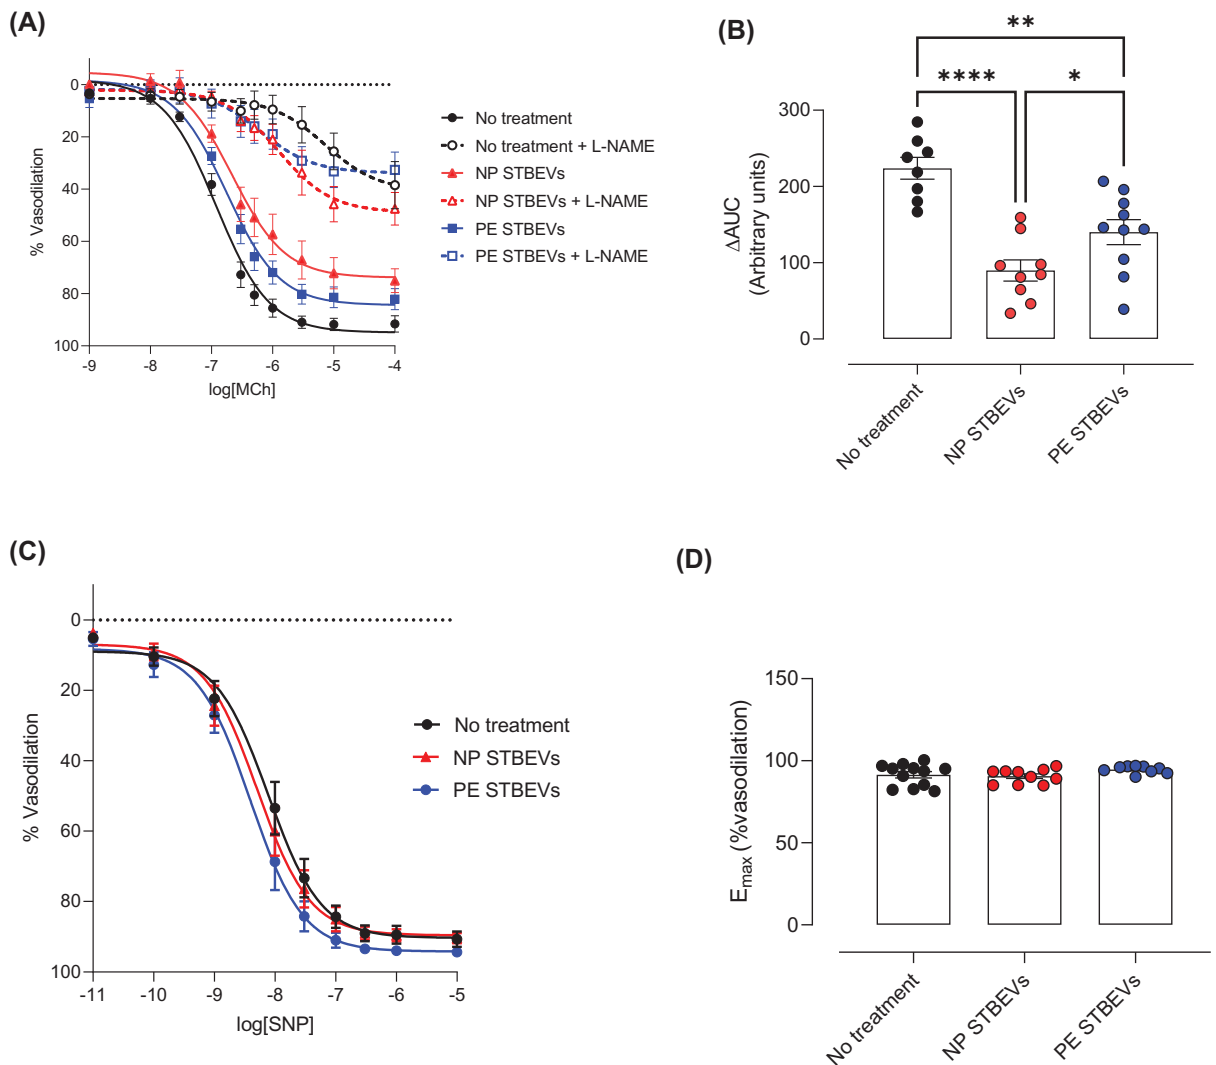 (A)
0
20
40
60
80
100
% Vasodilation
-9
-8
-7
-6
-5
-4
log[MCh]
No treatment
No treatment + L-NAME
NP STBEVs
NP STBEVs + L-NAME
PE STBEVs
PE STBEVs + L-NAME
(B)
**
****
*
300
200
100
0
ΔAUC
(Arbitrary units)
No treatment
NP STBEVs
PE STBEVs
(C)
0
20
40
60
80
100
% Vasodilation
-11
-10
-9
-8
-7
-6
-5
log[SNP]
No treatment
NP STBEVs
PE STBEVs
(D)
150
100
50
0
Emax (%vasodilation)
No treatment
NP STBEVs
PE STBEVs